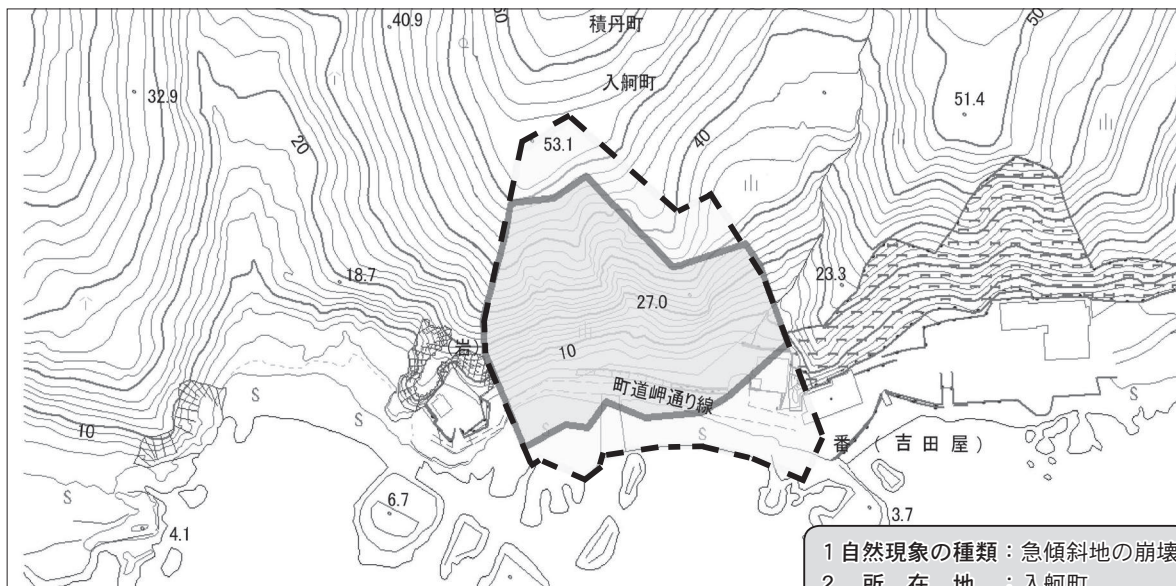 60
40.9
積丹町
50
入舸町
51.4
32.9
53.1
40
20
18.7
27.0
23.3
(岩)
10
町道岬通り線
10
S
S
S
S
S
番(吉田屋)
S
6.7
3.7
4.1
1 自然現象の種類:急傾斜地の崩壊
2 所在地 :入舸町